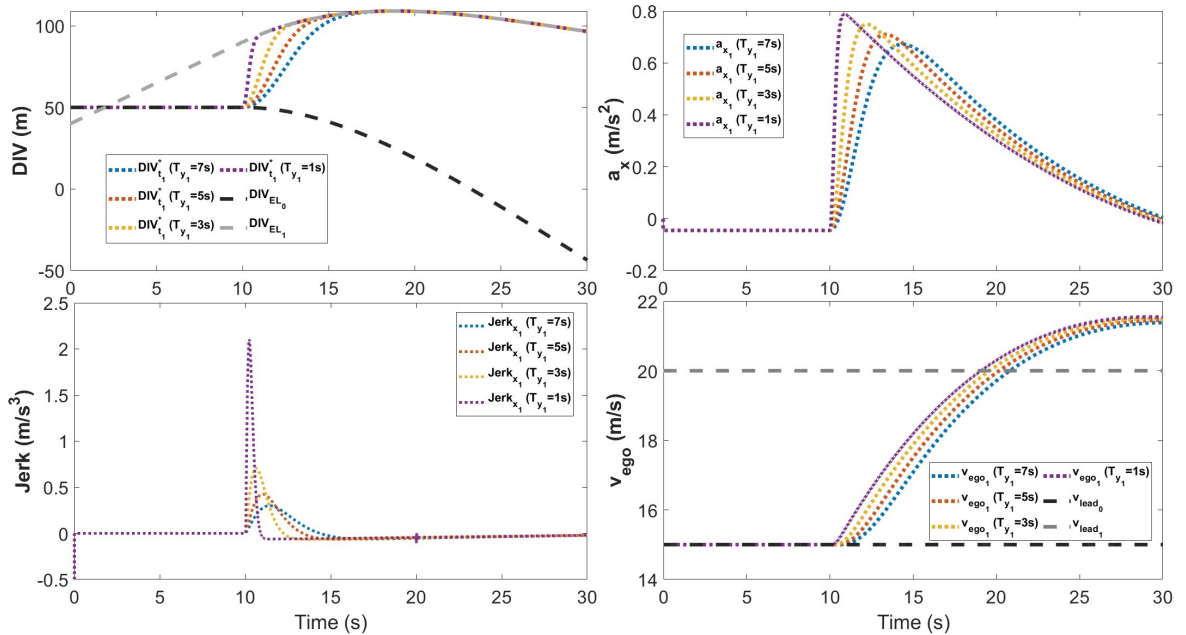 DIV (m)
100
50
0
-50
0 5 10 15 20 25 30
DIV*t1 (Ty1=7s)
DIV*t1 (Ty1=5s)
DIV*t1 (Ty1=3s)
DIV*t1 (Ty1=1s)
DIVEL0
DIVEL1
ax (m/s2)
0.8
0.6
0.4
0.2
0
-0.2
0 5 10 15 20 25 30
ax1 (Ty1=7s)
ax1 (Ty1=5s)
ax1 (Ty1=3s)
ax1 (Ty1=1s)
Jerk (m/s3)
2.5
2
1.5
1
0.5
0
-0.5
0 5 10 15 20 25 30
Time (s)
Jerkx1 (Ty1=7s)
Jerkx1 (Ty1=5s)
Jerkx1 (Ty1=3s)
Jerkx1 (Ty1=1s)
vego (m/s)
22
20
18
16
14
0 5 10 15 20 25 30
Time (s)
vego1 (Ty1=7s)
vego1 (Ty1=5s)
vego1 (Ty1=3s)
vego1 (Ty1=1s)
vlead0
vlead1